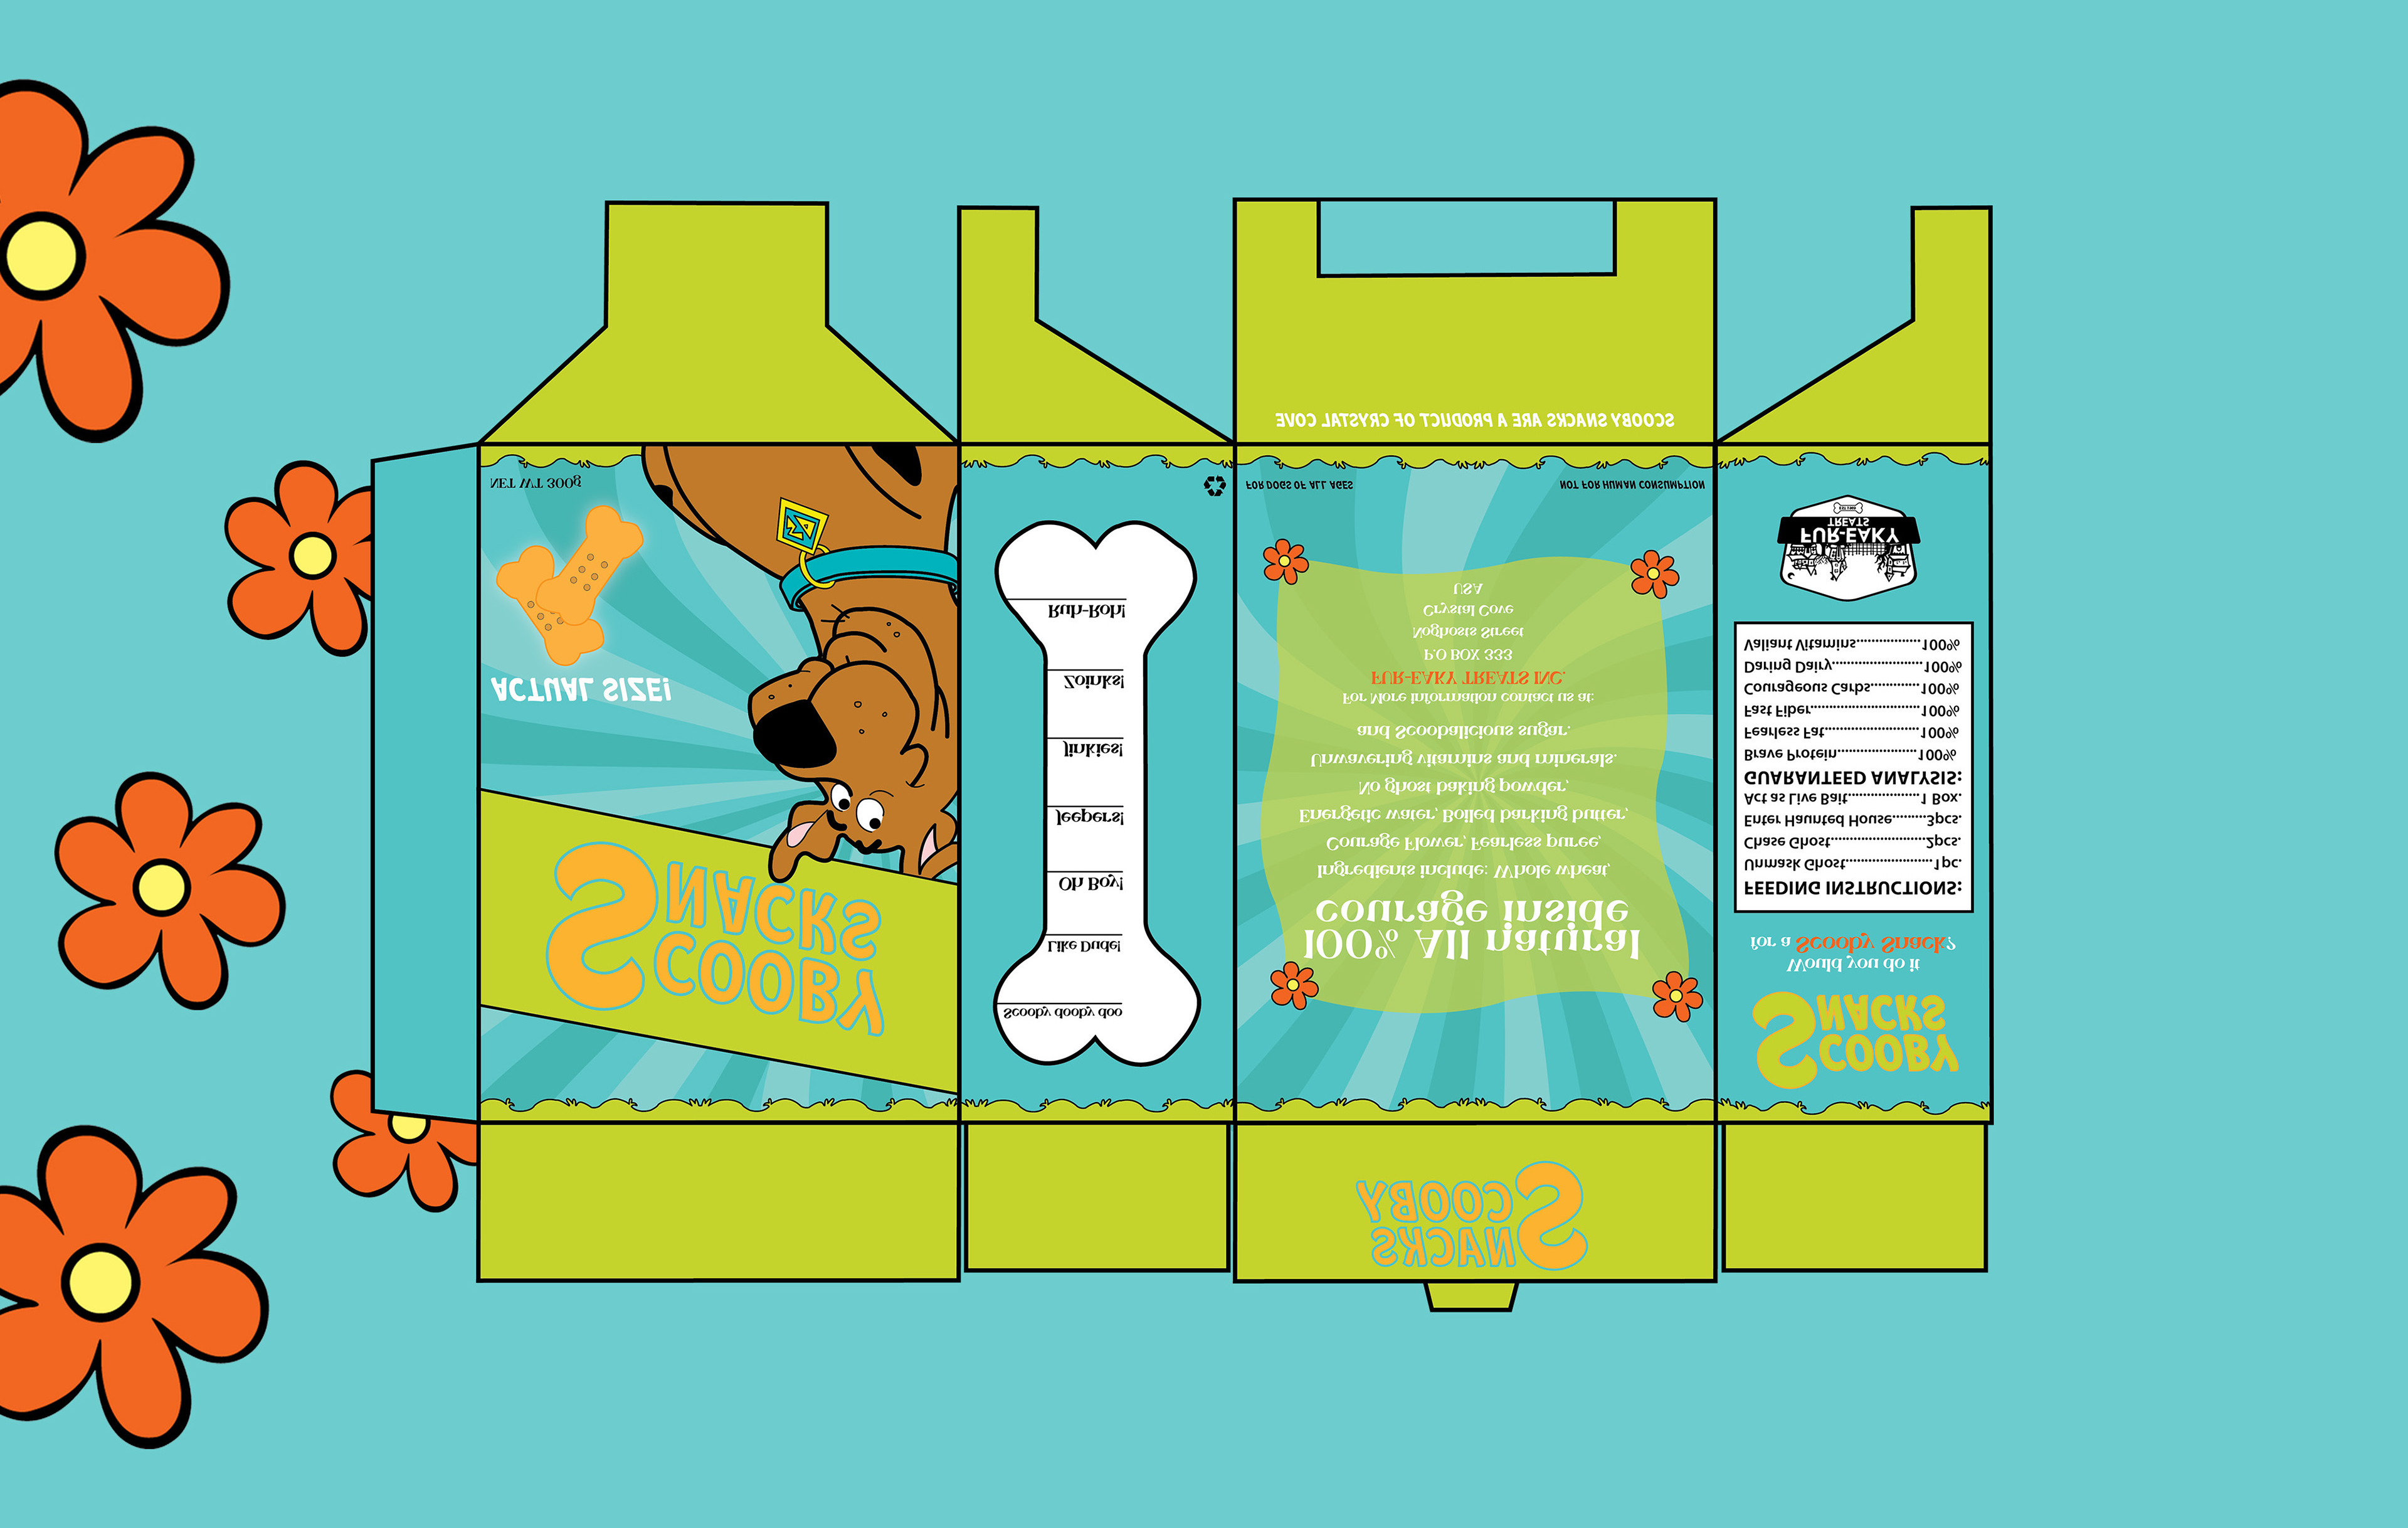 SCOOBY
SNACKS
ACTUAL SIZE!
NET WT 300g
Scooby dooby doo
Like Dude!
Oh Boy!
Jeepers!
Jinkies!
Zoinks!
Ruh-Roh!
SCOOBY
SNACKS
100% All natural
courage inside
Ingredients include: Whole wheat,
Courage Flower, Fearless puree,
Energetic water, Boiled barking butter,
No ghost baking powder,
Unwavering vitamins and minerals.
and Scoobalicious sugar.
For More information contact us at:
FUR-EAKY TREATS INC.
P.O BOX 333
Noghosts Street
Crystal Cove
USA
FOR DOGS OF ALL AGES
NOT FOR HUMAN CONSUMPTION
SCOOBY SNACKS ARE A PRODUCT OF CRYSTAL COVE
SCOOBY
SNACKS
Would you do it
for a Scooby Snack?
FEEDING INSTRUCTIONS:
Unmask Ghost.......................1pc.
Chase Ghost.........................2pcs.
Enter Haunted House.........3pcs.
Act as Live Bait...................1 Box.
GUARANTEED ANALYSIS:
Brave Protein.....................100%
Fearless Fat.........................100%
Fast Fiber.............................100%
Courageous Carbs.............100%
Daring Dairy........................100%
Valiant Vitamins.................100%
FUR-EAKY
TREATS